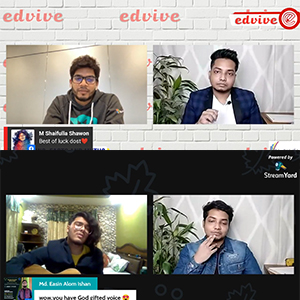 edvive
edvive
edvive
M Shaifulla Shawon
Best of luck dost❤️
Powered by
StreamYard
Md. Easin Alom Ishan
wow..you have God gifted voice 😍